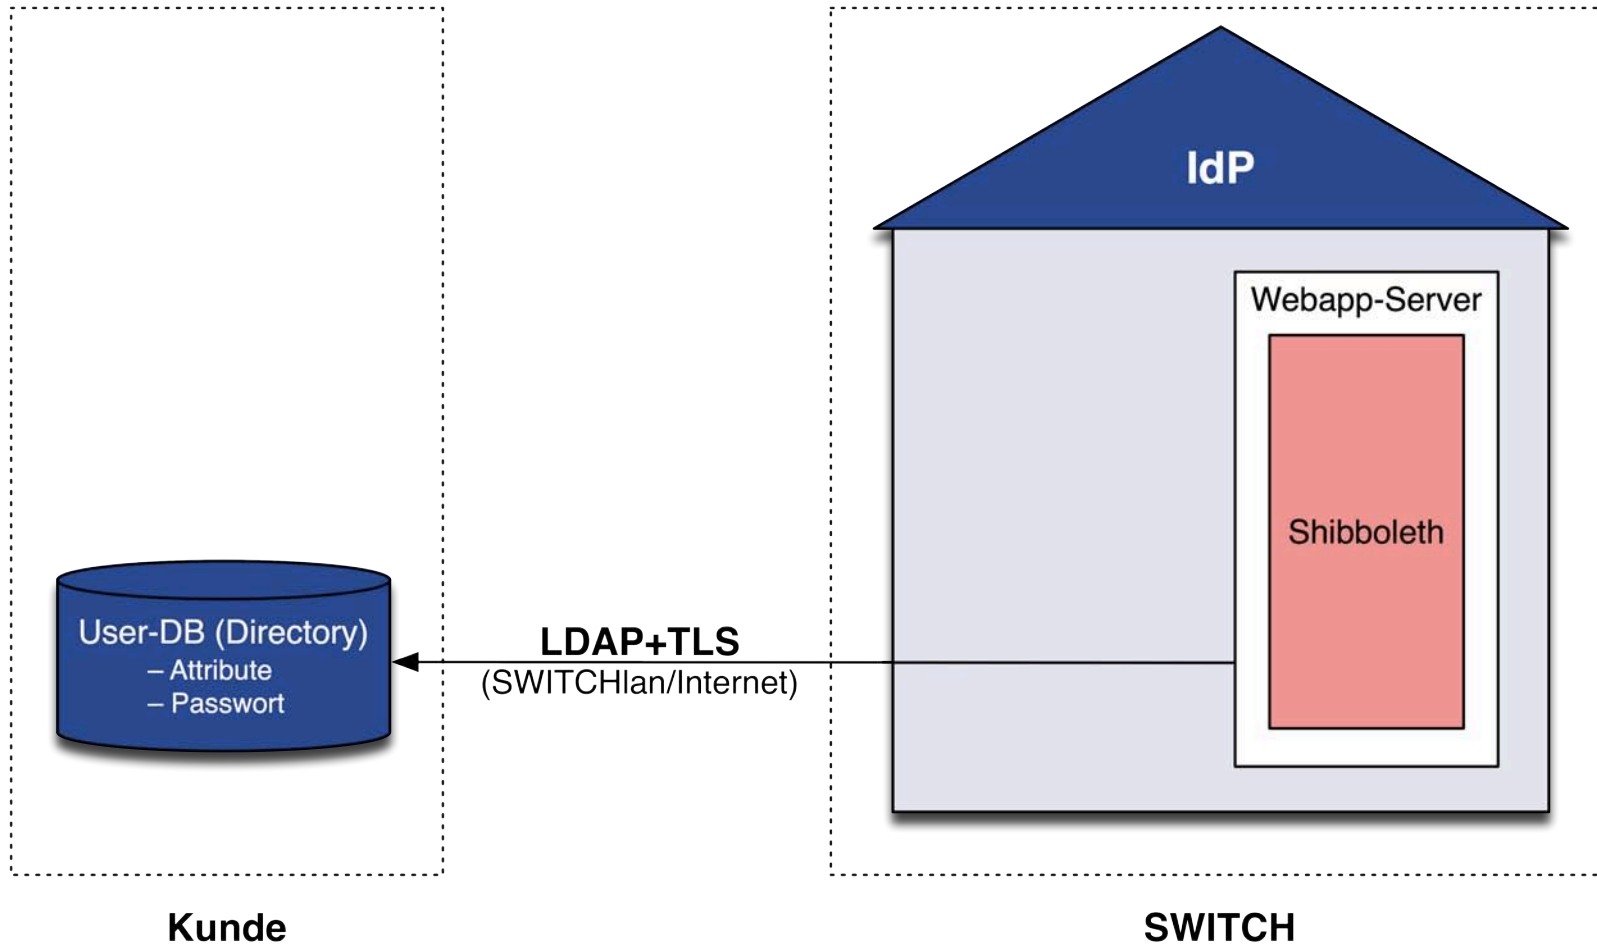 IdP
Webapp-Server
Shibboleth
User-DB (Directory)
– Attribute
– Passwort
LDAP+TLS
(SWITCHlan/Internet)
Kunde
SWITCH